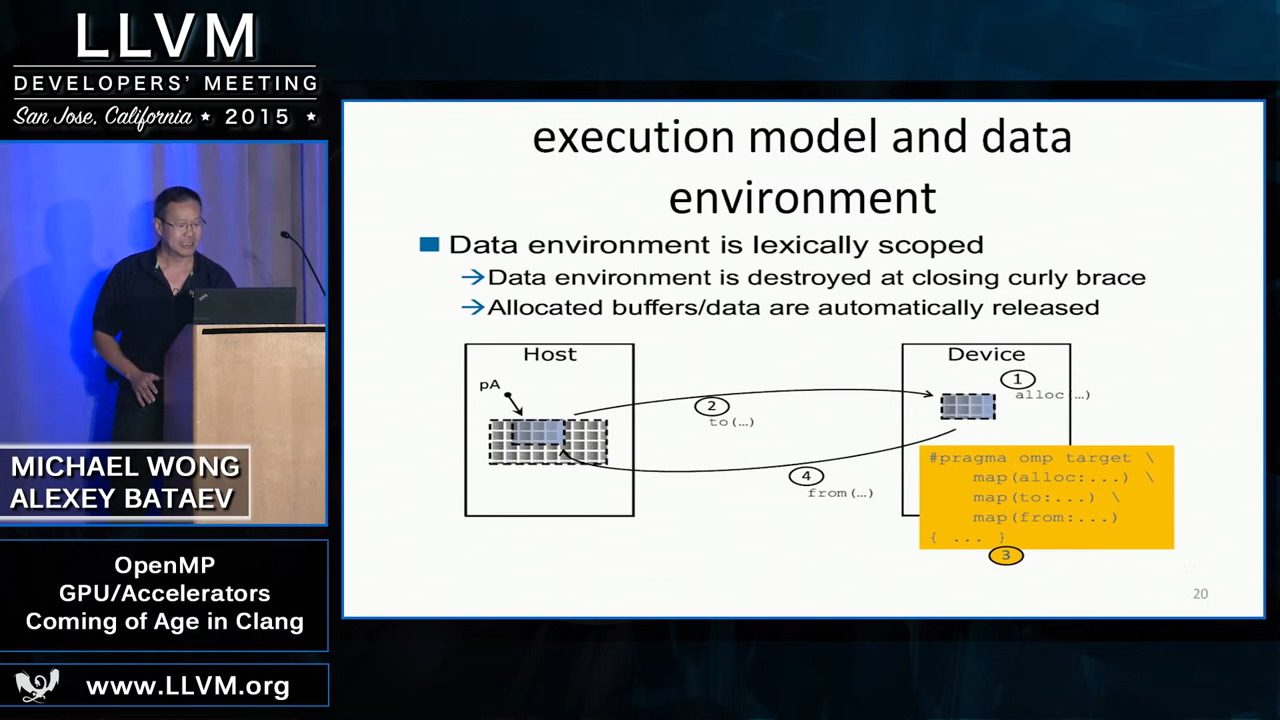 LLVM
DEVELOPERS' MEETING
San Jose, California ★ 2015 ★
MICHAEL WONG
ALEXEY BATAEV
OpenMP
GPU/Accelerators
Coming of Age in Clang
www.LLVM.org
execution model and data
environment
Data environment is lexically scoped
→Data environment is destroyed at closing curly brace
→Allocated buffers/data are automatically released
Host
Device
pA
1
alloc(…)
2
to(…)
4
from(…)
#pragma omp target \
map(alloc:...) \
map(to:...) \
map(from:...)
{ ... }
3
20